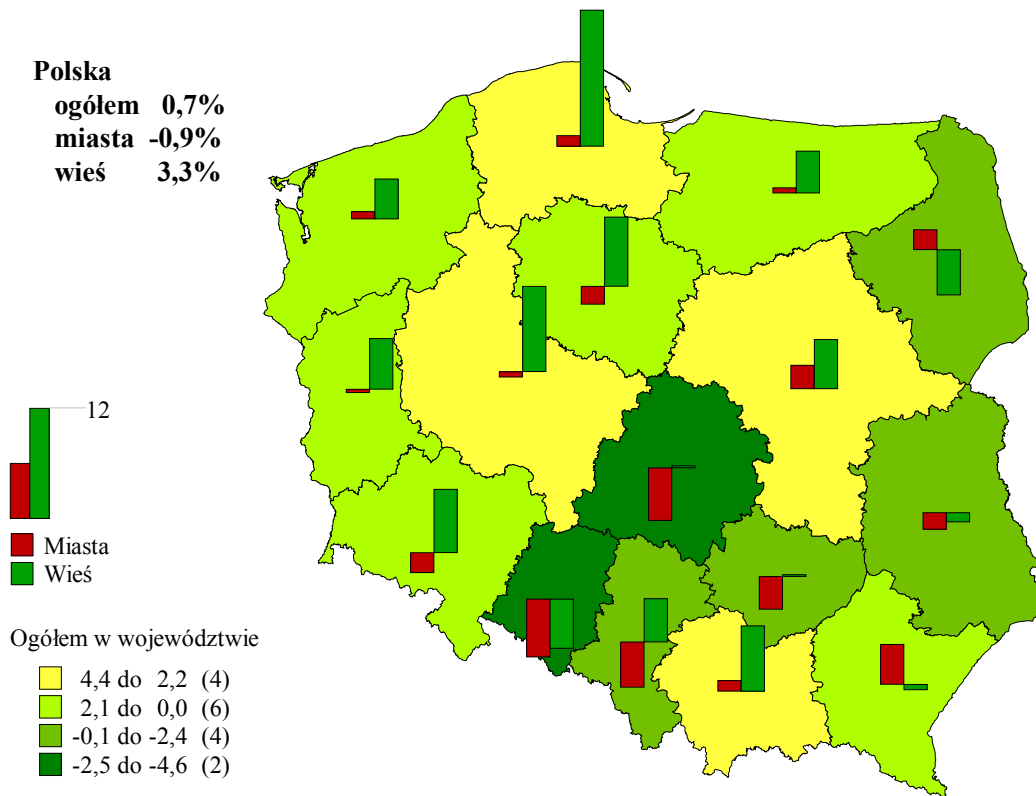 Polska
ogółem 0,7%
miasta -0,9%
wieś 3,3%
12
Miasta
Wieś
Ogółem w województwie
4,4 do 2,2 (4)
2,1 do 0,0 (6)
-0,1 do -2,4 (4)
-2,5 do -4,6 (2)